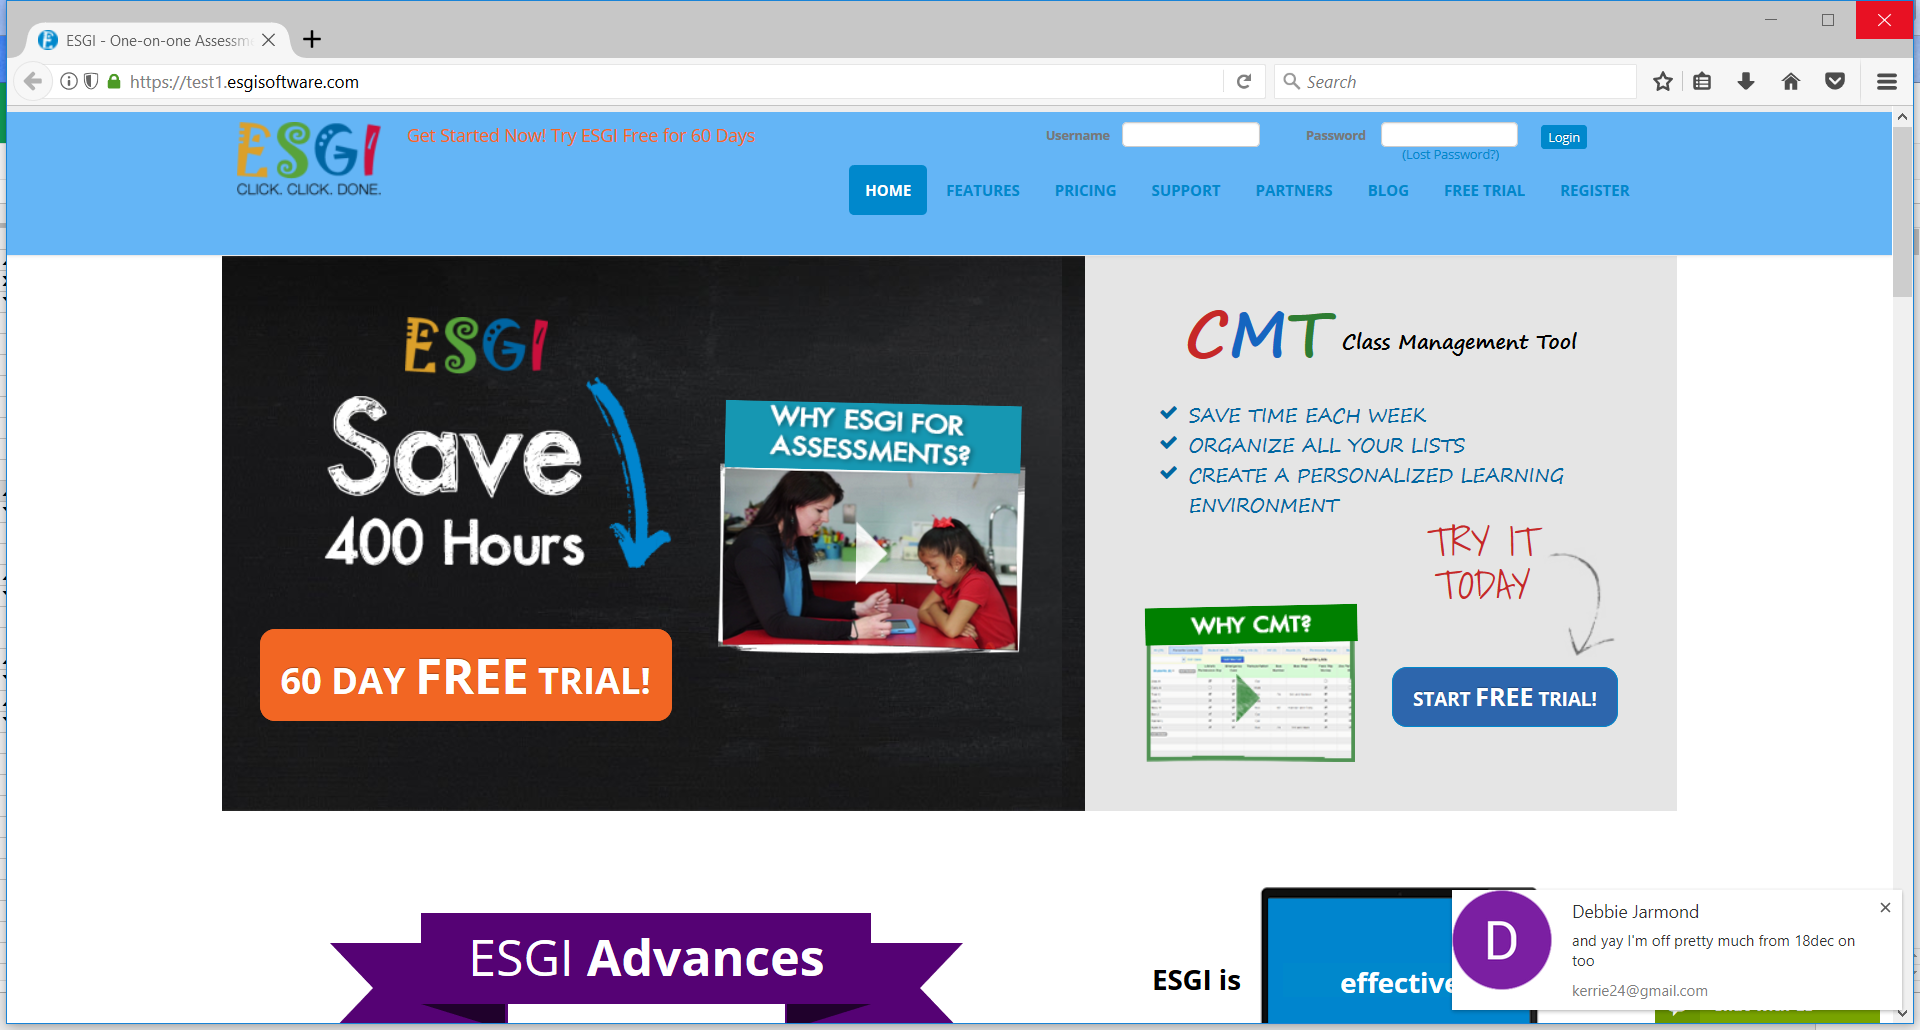 ESGI - One-on-one Assessm
https://test1.esgisoftware.com
Search
ESGI
CLICK. CLICK. DONE.
Get Started Now! Try ESGI Free for 60 Days
Username
Password
Login
(Lost Password?)
HOME
FEATURES
PRICING
SUPPORT
PARTNERS
BLOG
FREE TRIAL
REGISTER
ESGI
Save
400 Hours
60 DAY FREE TRIAL!
WHY ESGI FOR
ASSESSMENTS?
CMT Class Management Tool
SAVE TIME EACH WEEK
ORGANIZE ALL YOUR LISTS
CREATE A PERSONALIZED LEARNING
ENVIRONMENT
TRY IT
TODAY
WHY CMT?
START FREE TRIAL!
ESGI Advances
ESGI is
effective
D
Debbie Jarmond
and yay I'm off pretty much from 18dec on
too
kerrie24@gmail.com